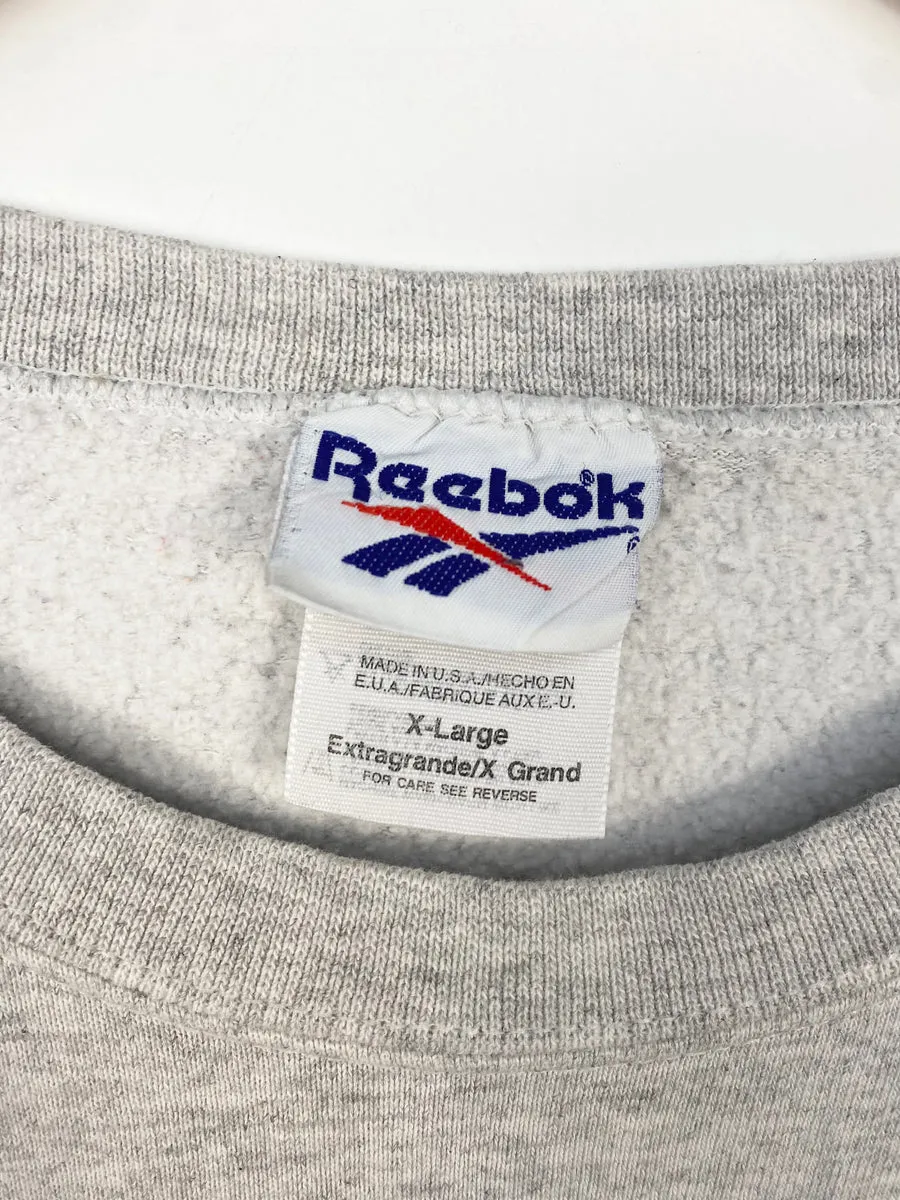 Reebok®
®
MADE IN U.S.A./HECHO EN
E.U.A./FABRIQUE AUX E.-U.
X-Large
Extragrande/X Grand
FOR CARE SEE REVERSE